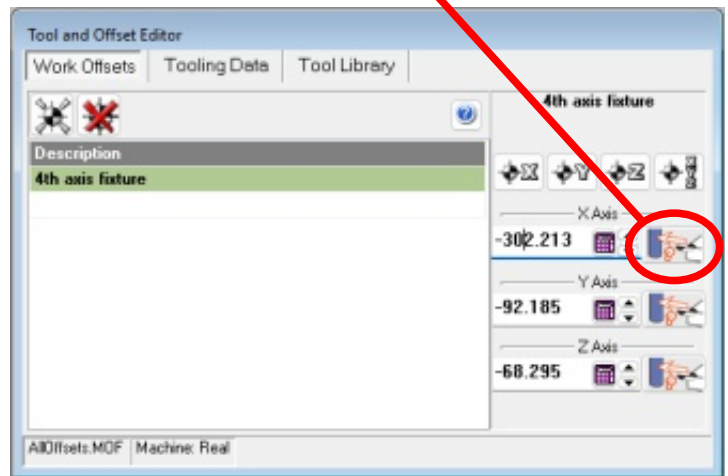 Tool and Offset Editor
Work Offsets Tooling Data Tool Library
4th axis fixture
Description
4th axis fixture
X Y Z
X Axis
-302.213
Y Axis
-92.185
Z Axis
-68.295
AllOffsets.MOF Machine: Real